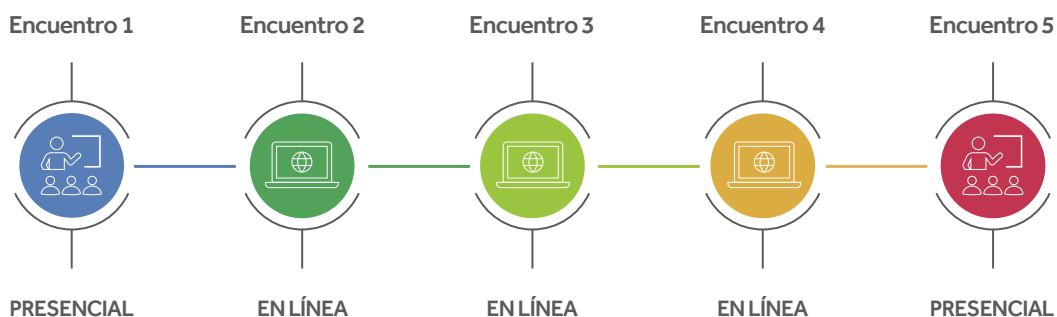 Encuentro 1
Encuentro 2
Encuentro 3
Encuentro 4
Encuentro 5
PRESENCIAL
EN LÍNEA
EN LÍNEA
EN LÍNEA
PRESENCIAL